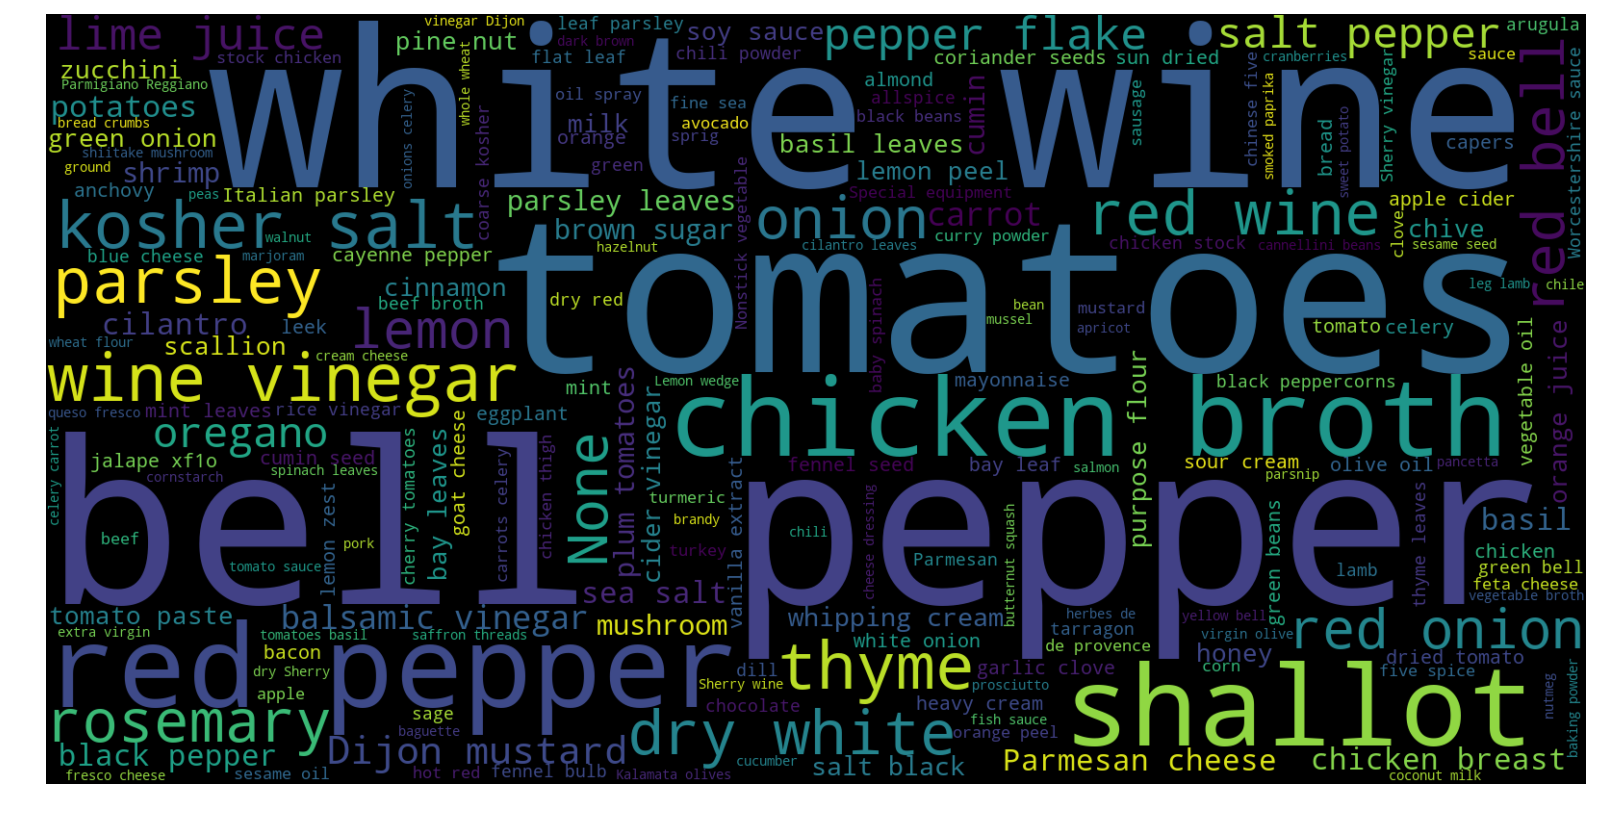 white wine
tomatoes
bell pepper
chicken broth
red pepper
shallot
wine vinegar
kosher salt
parsley
red wine
red bell
lime juice
pepper flake
salt pepper
onion
lemon
thyme
rosemary
dry white
red onion
Dijon mustard
Parmesan cheese
chicken breast
black pepper
salt black
balsamic vinegar
mushroom
sea salt
oregano
None
plum tomatoes
cider vinegar
vanilla extract
purpose flour
orange juice
vegetable oil
Worcestershire sauce
vinegar Dijon
leaf parsley
soy sauce
arugula
stock chicken
dark brown
pine nut
flat leaf
chili powder
coriander seeds
sun dried
cranberries
sauce
zucchini
Parmigiano Reggiano
whole wheat
potatoes
bread crumbs
green onion
shiitake mushroom
ground
shrimp
anchovy
peas
Italian parsley
onions celery
coarse kosher
oil spray
fine sea
almond
allspice
milk
orange
sprig
avocado
black beans
green
basil leaves
cumin
lemon peel
sausage
chinese five
smoked paprika
bread
sweet potato
Sherry vinegar
capers
Special equipment
parsley leaves
carrot
apple cider
brown sugar
hazelnut
cilantro leaves
curry powder
chicken stock
cannellini beans
clove
chive
sesame seed
walnut
blue cheese
marjoram
cayenne pepper
cinnamon
beef broth
dry red
Nonstick vegetable
bean
mussel
mustard
apricot
leg lamb
chile
cilantro
leek
wheat flour
scallion
cream cheese
tomato
celery
baby spinach
mint
Lemon wedge
mayonnaise
black peppercorns
queso fresco
mint leaves
rice vinegar
eggplant
goat cheese
jalape xf1o
cumin seed
spinach leaves
cornstarch
celery carrot
lemon zest
cherry tomatoes
bay leaves
carrots celery
chicken thigh
turmeric
brandy
turkey
fennel seed
bay leaf
salmon
sour cream
parsnip
olive oil
pancetta
chili
cheese dressing
Parmesan
butternut squash
green beans
lamb
thyme leaves
basil
chicken
green bell
feta cheese
vegetable broth
beef
pork
tomato sauce
tomato paste
extra virgin
tomatoes basil
saffron threads
bacon
dry Sherry
apple
sage
baguette
whipping cream
white onion
herbes de
tarragon
de provence
yellow bell
virgin olive
honey
corn
dried tomato
five spice
dill
Sherry wine
garlic clove
prosciutto
chocolate
heavy cream
fish sauce
orange peel
nutmeg
baking powder
fresco cheese
sesame oil
hot red
fennel bulb
Kalamata olives
cucumber
coconut milk